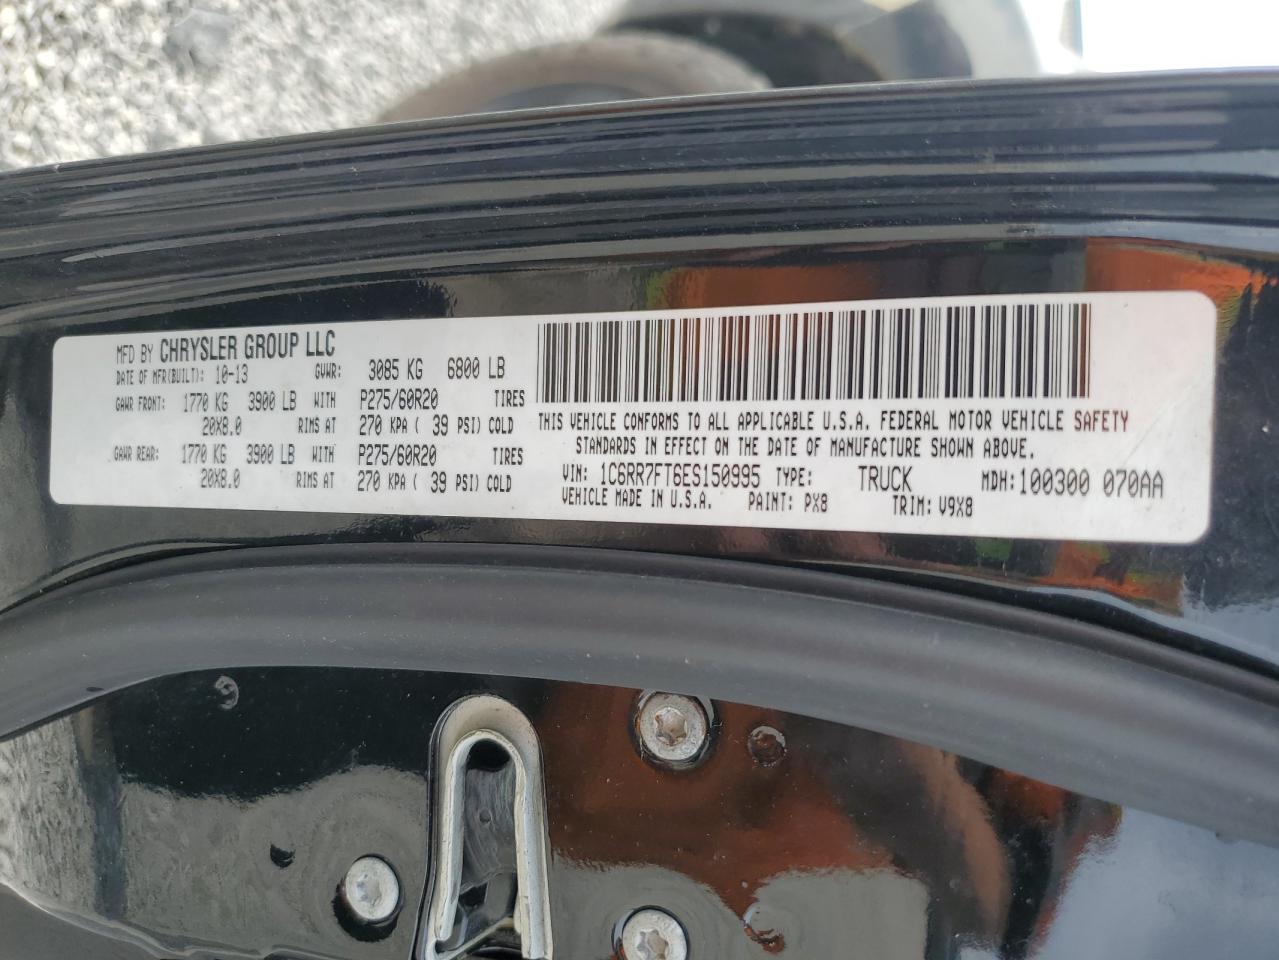 MFD BY CHRYSLER GROUP LLC
DATE OF MFR(BUILT): 10-13 GVWR: 3085 KG 6800 LB
GAWR FRONT: 1770 KG 3900 LB WITH P275/60R20 TIRES
20X8.0 RIMS AT 270 KPA ( 39 PSI) COLD
GAWR REAR: 1770 KG 3900 LB WITH P275/60R20 TIRES
20X8.0 RIMS AT 270 KPA ( 39 PSI) COLD
THIS VEHICLE CONFORMS TO ALL APPLICABLE U.S.A. FEDERAL MOTOR VEHICLE SAFETY
STANDARDS IN EFFECT ON THE DATE OF MANUFACTURE SHOWN ABOVE.
VIN: 1C6RR7FT6ES150995 TYPE: TRUCK MDH: 100300 070AA
VEHICLE MADE IN U.S.A. PAINT: PX8 TRIM: V9X8